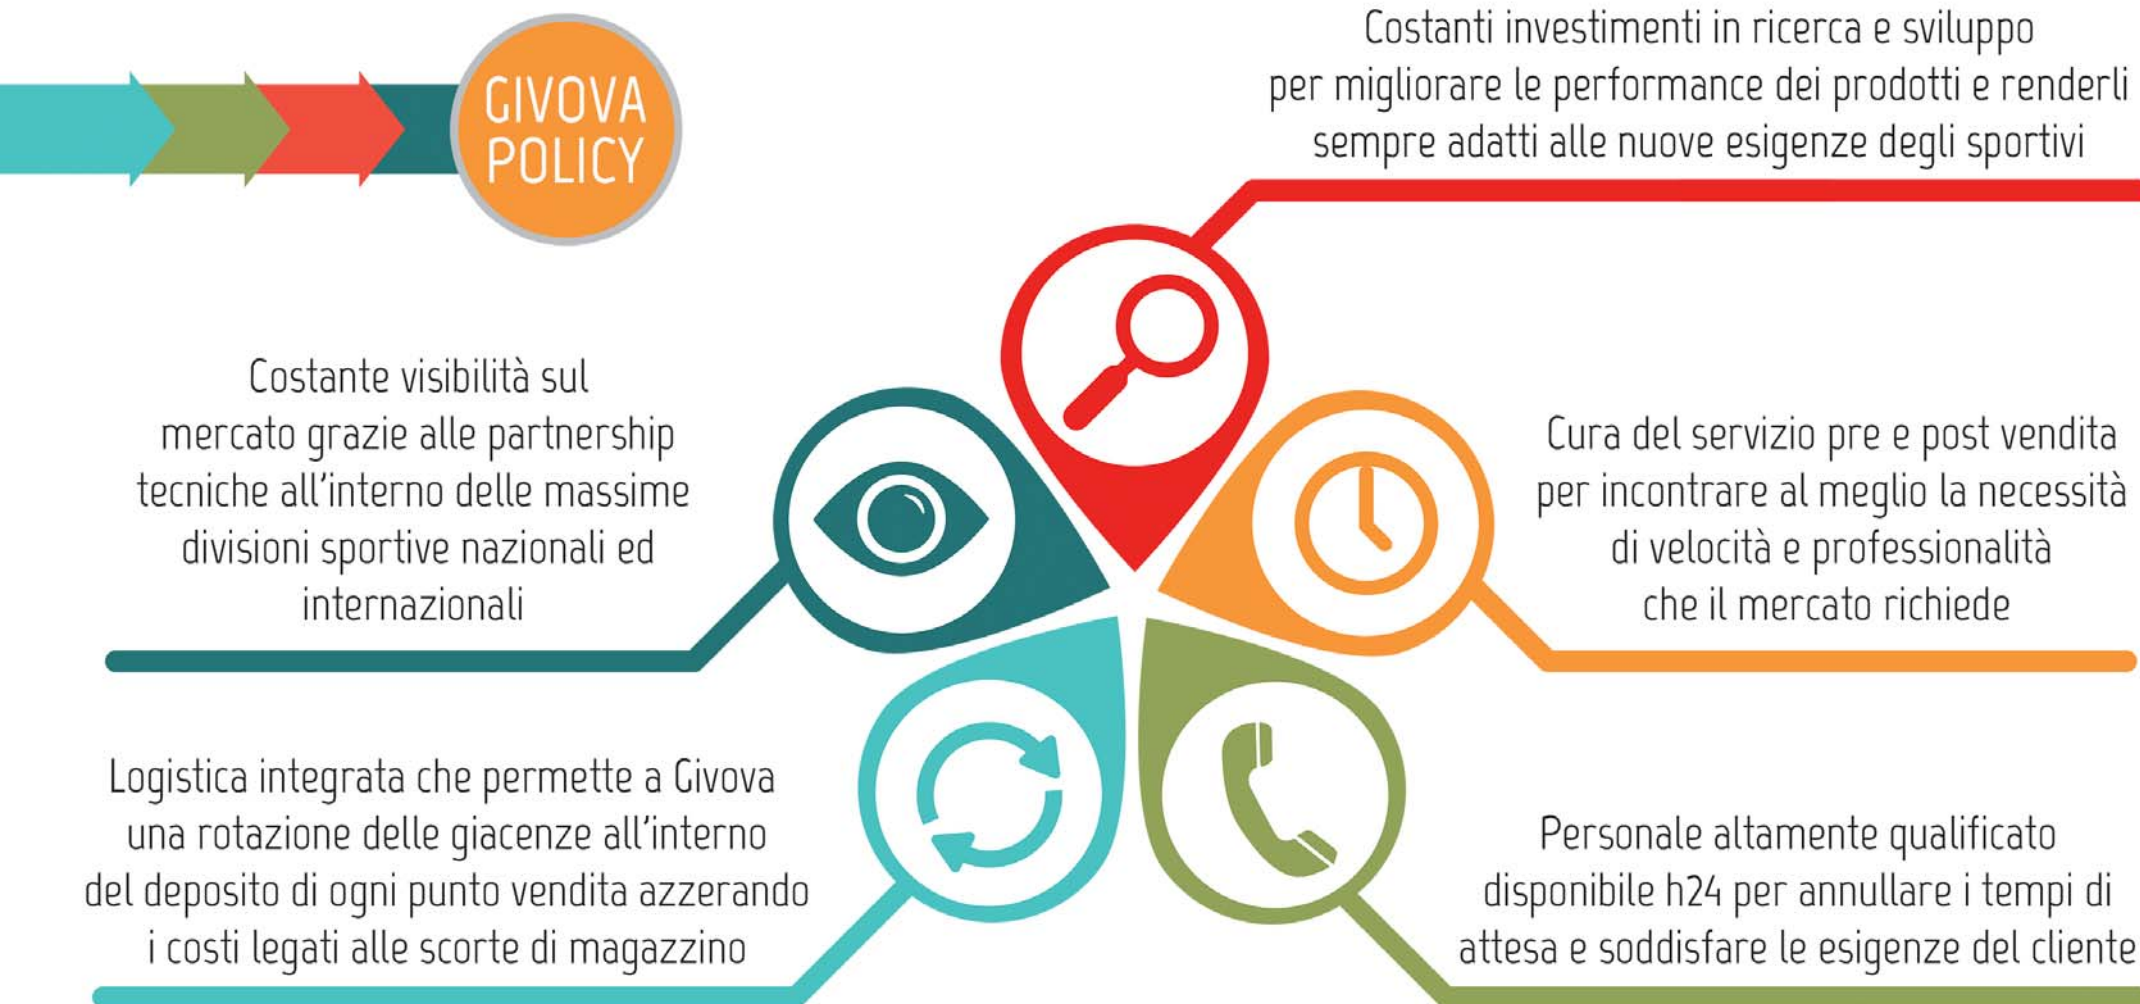 GIVOVA
POLICY
Costanti investimenti in ricerca e sviluppo
per migliorare le performance dei prodotti e renderli
sempre adatti alle nuove esigenze degli sportivi
Costante visibilità sul
mercato grazie alle partnership
tecniche all'interno delle massime
divisioni sportive nazionali ed
internazionali
Cura del servizio pre e post vendita
per incontrare al meglio la necessità
di velocità e professionalità
che il mercato richiede
Logistica integrata che permette a Givova
una rotazione delle giacenze all'interno
del deposito di ogni punto vendita azzerando
i costi legati alle scorte di magazzino
Personale altamente qualificato
disponibile h24 per annullare i tempi di
attesa e soddisfare le esigenze del cliente